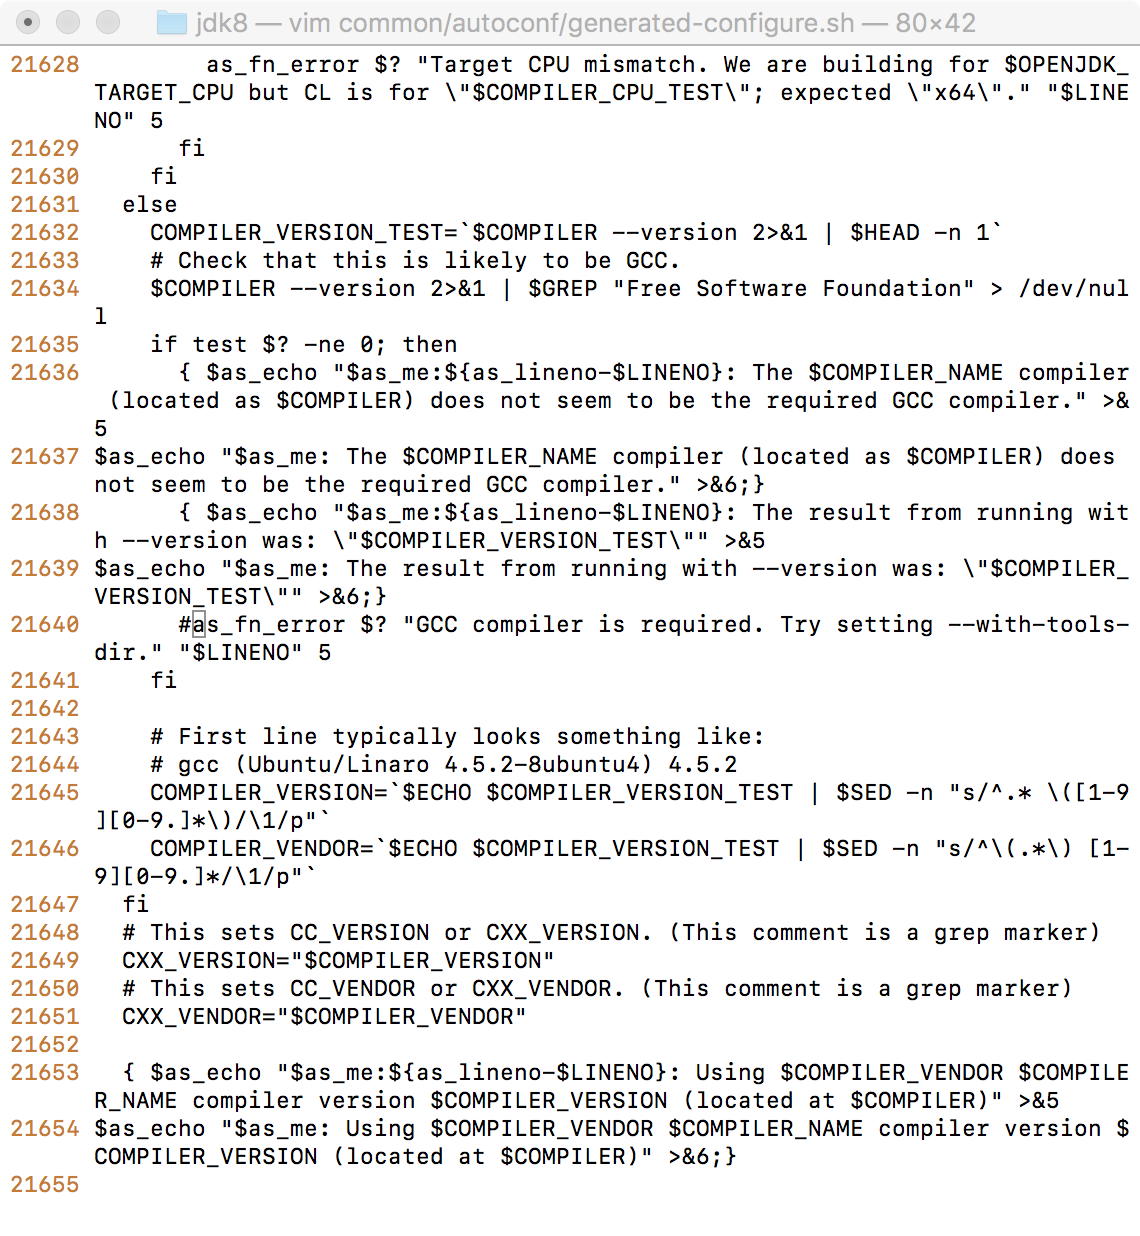 jdk8 — vim common/autoconf/generated-configure.sh — 80×42
21628         as_fn_error $? "Target CPU mismatch. We are building for $OPENJDK_
TARGET_CPU but CL is for \"$COMPILER_CPU_TEST\"; expected \"x64\"." "$LINE
NO" 5
21629       fi
21630     fi
21631   else
21632     COMPILER_VERSION_TEST=`$COMPILER --version 2>&1 | $HEAD -n 1`
21633     # Check that this is likely to be GCC.
21634     $COMPILER --version 2>&1 | $GREP "Free Software Foundation" > /dev/nul
l
21635     if test $? -ne 0; then
21636       { $as_echo "$as_me:${as_lineno-$LINENO}: The $COMPILER_NAME compiler
 (located as $COMPILER) does not seem to be the required GCC compiler." >&
5
21637 $as_echo "$as_me: The $COMPILER_NAME compiler (located as $COMPILER) does
not seem to be the required GCC compiler." >&6;}
21638       { $as_echo "$as_me:${as_lineno-$LINENO}: The result from running wit
h --version was: \"$COMPILER_VERSION_TEST\"" >&5
21639 $as_echo "$as_me: The result from running with --version was: \"$COMPILER_
VERSION_TEST\"" >&6;}
21640       #as_fn_error $? "GCC compiler is required. Try setting --with-tools-
dir." "$LINENO" 5
21641     fi
21642
21643     # First line typically looks something like:
21644     # gcc (Ubuntu/Linaro 4.5.2-8ubuntu4) 4.5.2
21645     COMPILER_VERSION=`$ECHO $COMPILER_VERSION_TEST | $SED -n "s/^.* \([1-9
][0-9.]*\)/\1/p"`
21646     COMPILER_VENDOR=`$ECHO $COMPILER_VERSION_TEST | $SED -n "s/^\(.*\) [1-
9][0-9.]*/\1/p"`
21647   fi
21648   # This sets CC_VERSION or CXX_VERSION. (This comment is a grep marker)
21649   CXX_VERSION="$COMPILER_VERSION"
21650   # This sets CC_VENDOR or CXX_VENDOR. (This comment is a grep marker)
21651   CXX_VENDOR="$COMPILER_VENDOR"
21652
21653   { $as_echo "$as_me:${as_lineno-$LINENO}: Using $COMPILER_VENDOR $COMPILE
R_NAME compiler version $COMPILER_VERSION (located at $COMPILER)" >&5
21654 $as_echo "$as_me: Using $COMPILER_VENDOR $COMPILER_NAME compiler version $
COMPILER_VERSION (located at $COMPILER)" >&6;}
21655